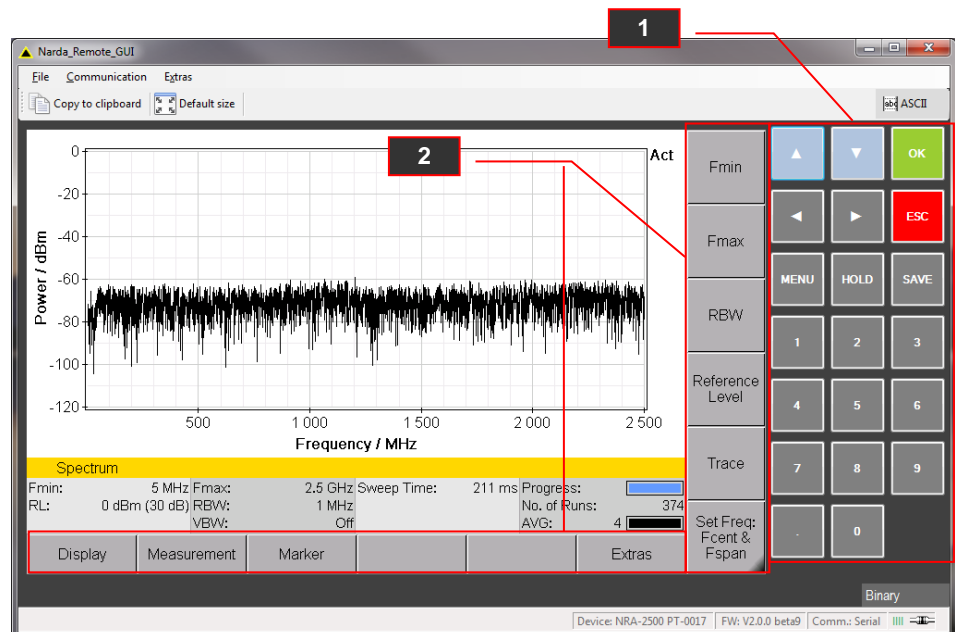 1
Narda_Remote_GUI
File Communication Extras
Copy to clipboard Default size
abc ASCII
2
Act
0
-20
-40
-60
-80
-100
-120
Power / dBm
500 1 000 1 500 2 000 2 500
Frequency / MHz
Spectrum
Fmin: 5 MHz Fmax: 2.5 GHz Sweep Time: 211 ms Progress:
RL: 0 dBm (30 dB) RBW: 1 MHz No. of Runs: 374
VBW: Off AVG: 4
Display Measurement Marker Extras
Fmin
Fmax
RBW
Reference
Level
Trace
Set Freq:
Fcent &
Fspan
OK
ESC
MENU HOLD SAVE
1 2 3
4 5 6
7 8 9
. 0
Binary
Device: NRA-2500 PT-0017 FW: V2.0.0 beta9 Comm.: Serial